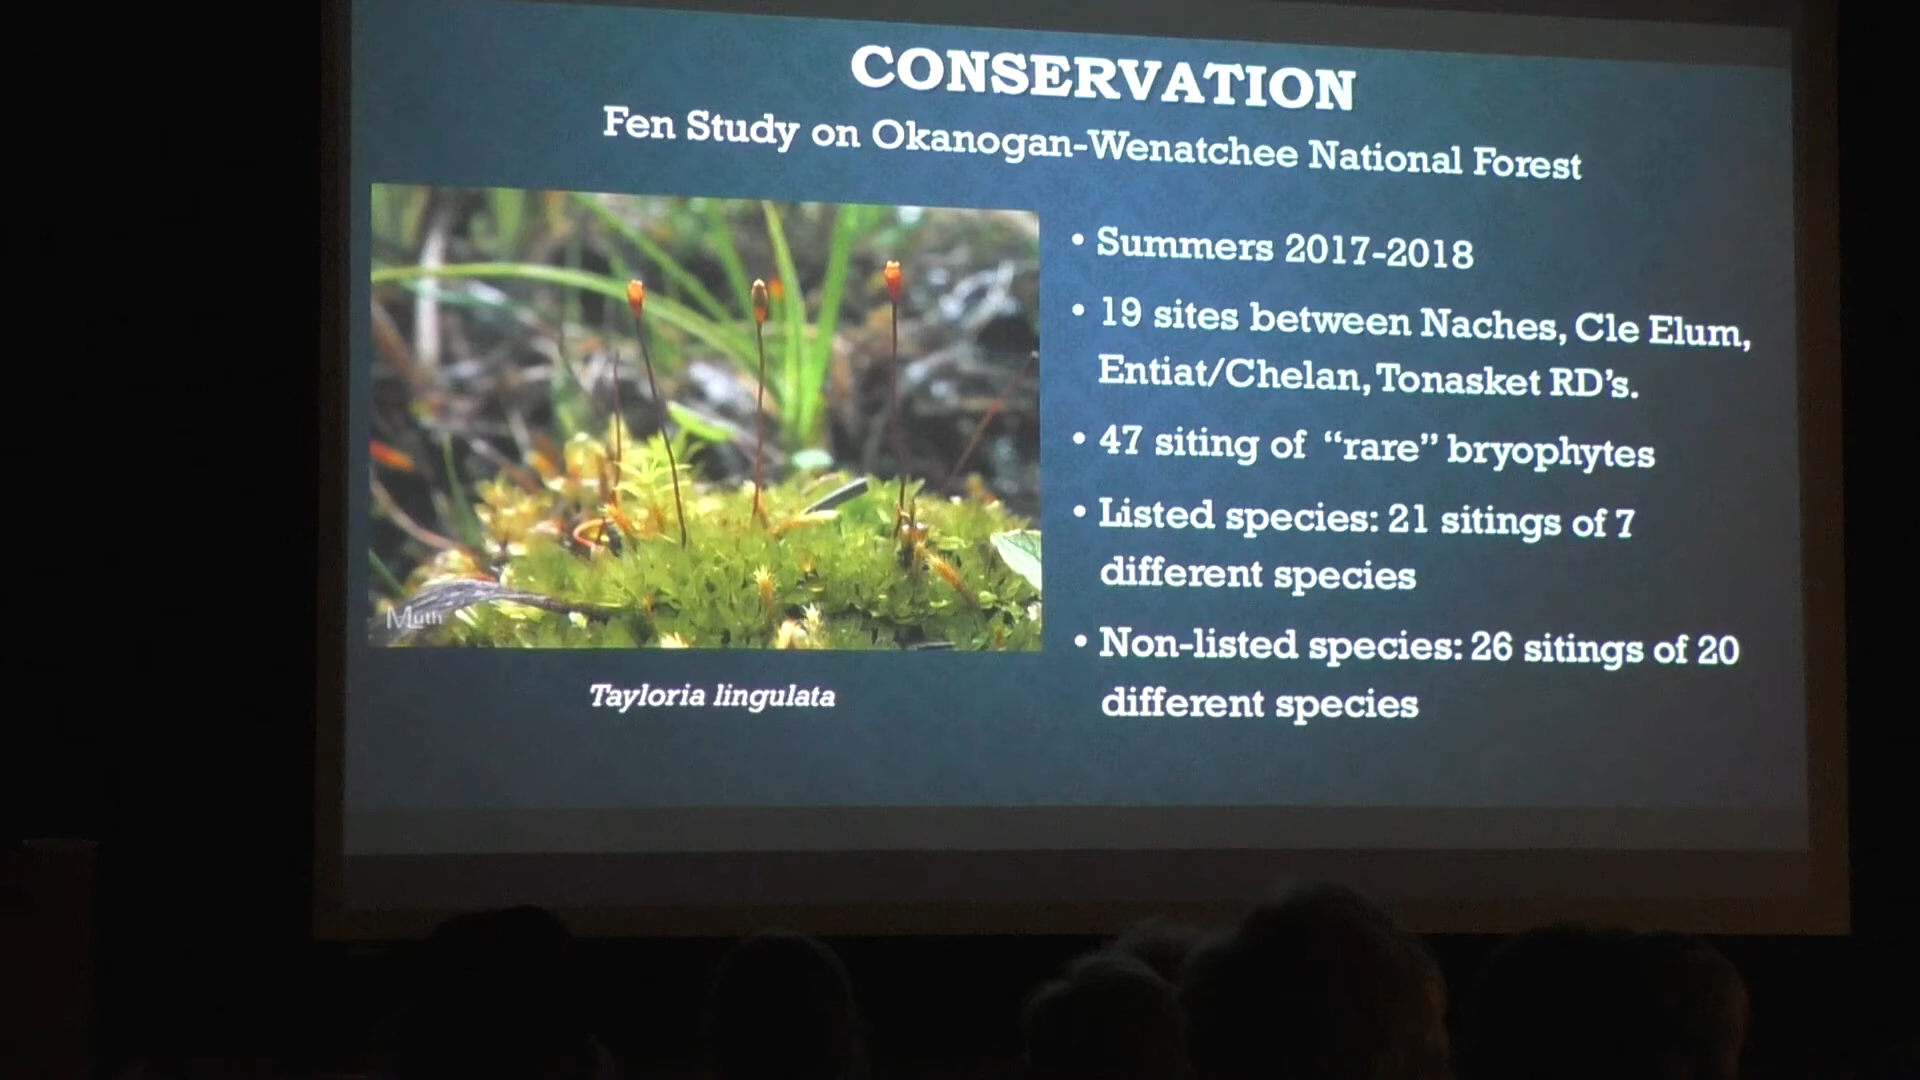 CONSERVATION
Fen Study on Okanogan-Wenatchee National Forest
• Summers 2017-2018
• 19 sites between Naches, Cle Elum,
Entiat/Chelan, Tonasket RD's.
• 47 siting of “rare” bryophytes
• Listed species: 21 sitings of 7
different species
• Non-listed species: 26 sitings of 20
different species
Muth
Tayloria lingulata